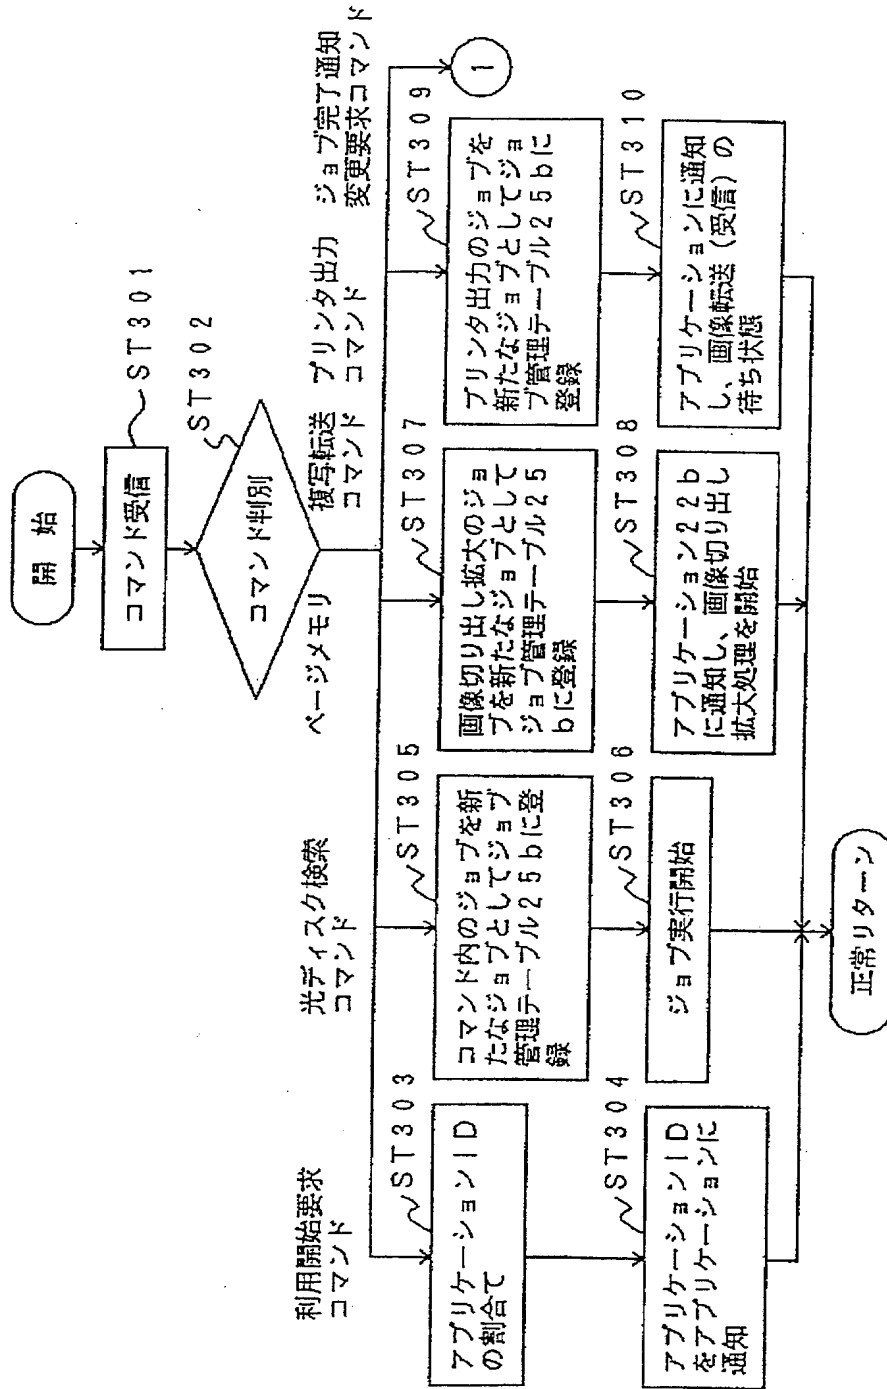 開　始
コマンド受信
ST301
コマンド判別
ST302
利用開始要求
コマンド
光ディスク検索
コマンド
ページメモリ
複写転送
コマンド
プリンタ出力
コマンド
ジョブ完了通知
変更要求コマンド
アプリケーションID
の割合て
ST303
アプリケーションID
をアプリケーションに
通知
ST304
コマンド内のジョブを新
たなジョブとしてジョブ
管理テーブル25bに登
録
ST305
ジョブ実行開始
ST306
画像切り出し拡大のジョ
ブを新たなジョブとして
ジョブ管理テーブル25
bに登録
ST307
アプリケーション22b
に通知し、画像切り出し
拡大処理を開始
ST308
プリンタ出力のジョブを
新たなジョブとしてジョ
ブ管理テーブル25bに
登録
ST309
アプリケーションに通知
し、画像転送（受信）の
待ち状態
ST310
1
正常リターン